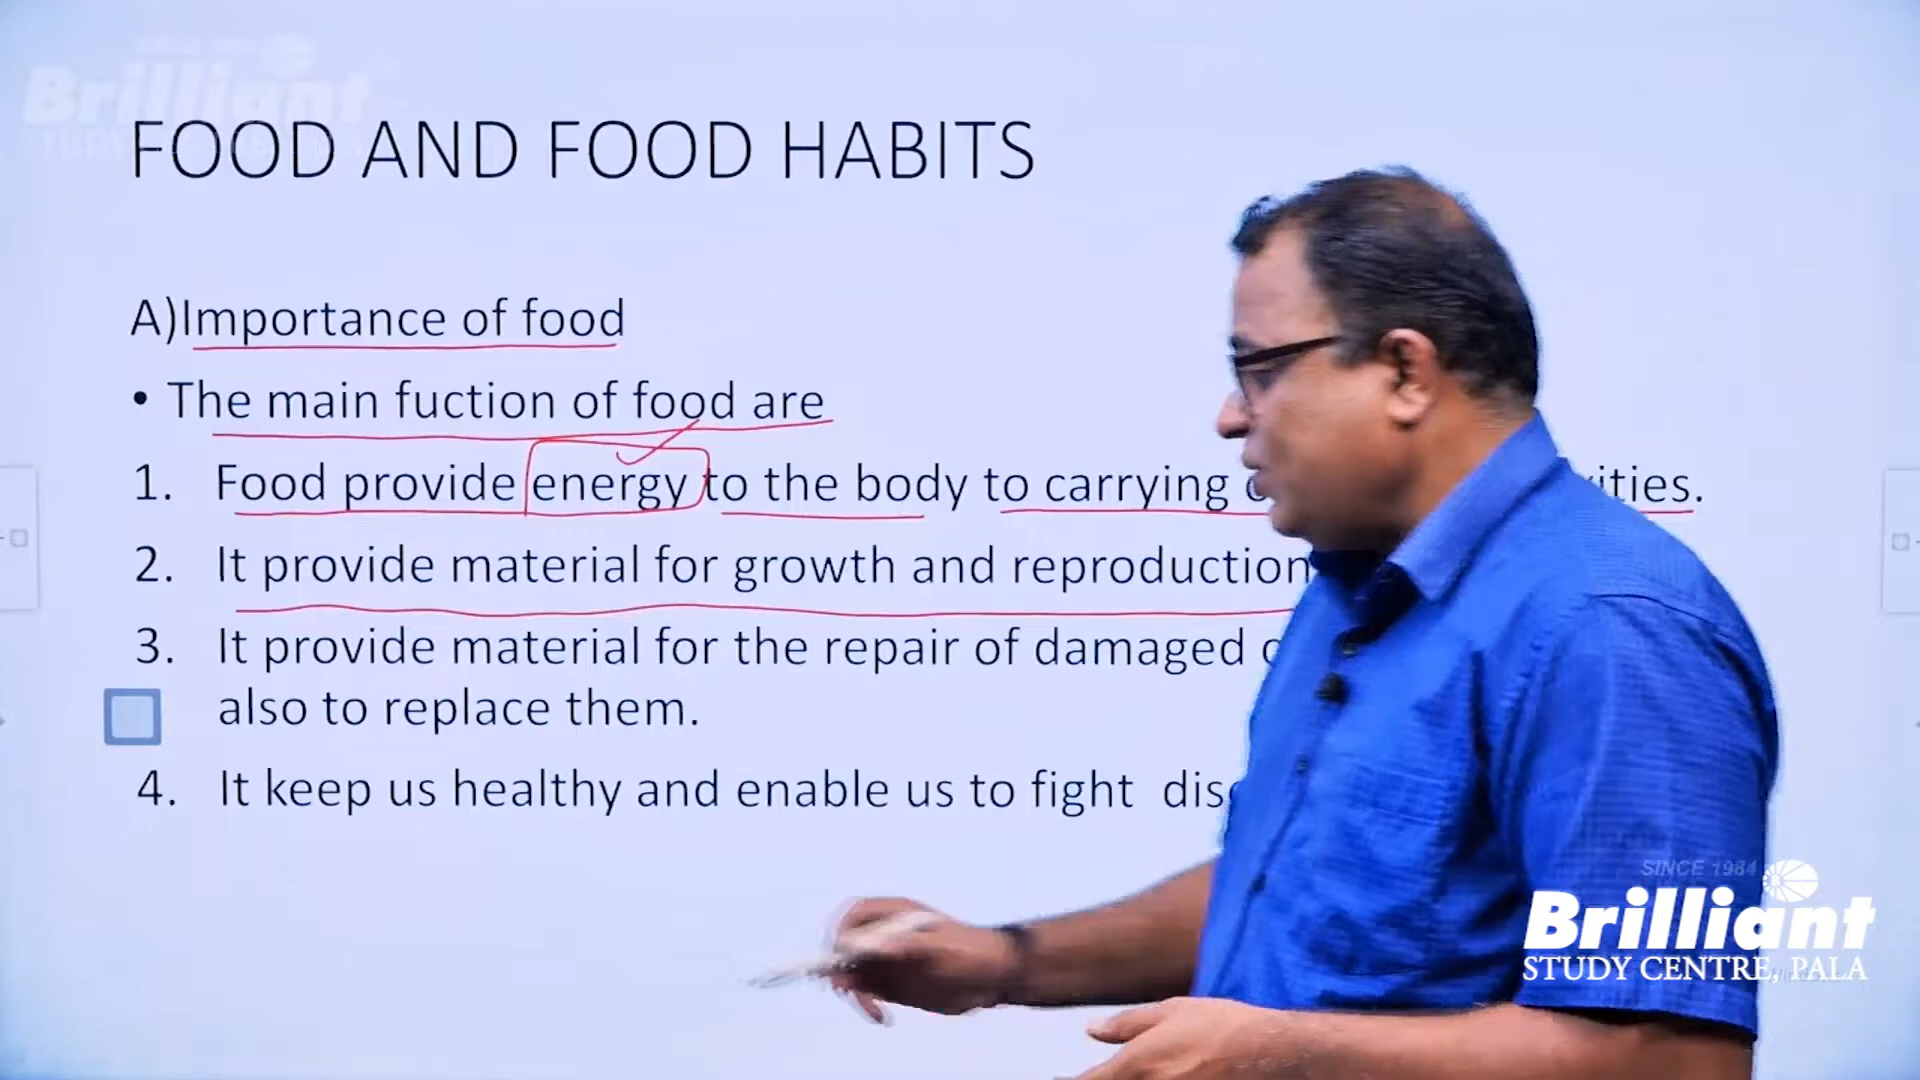 Brilliant
FOOD AND FOOD HABITS
A)Importance of food
• The main fuction of food are
1. Food provide energy to the body to carrying
2. It provide material for growth and reproduction
3. It provide material for the repair of damaged
also to replace them.
4. It keep us healthy and enable us to fight
SINCE 1984
Brilliant
STUDY CENTRE, PALA